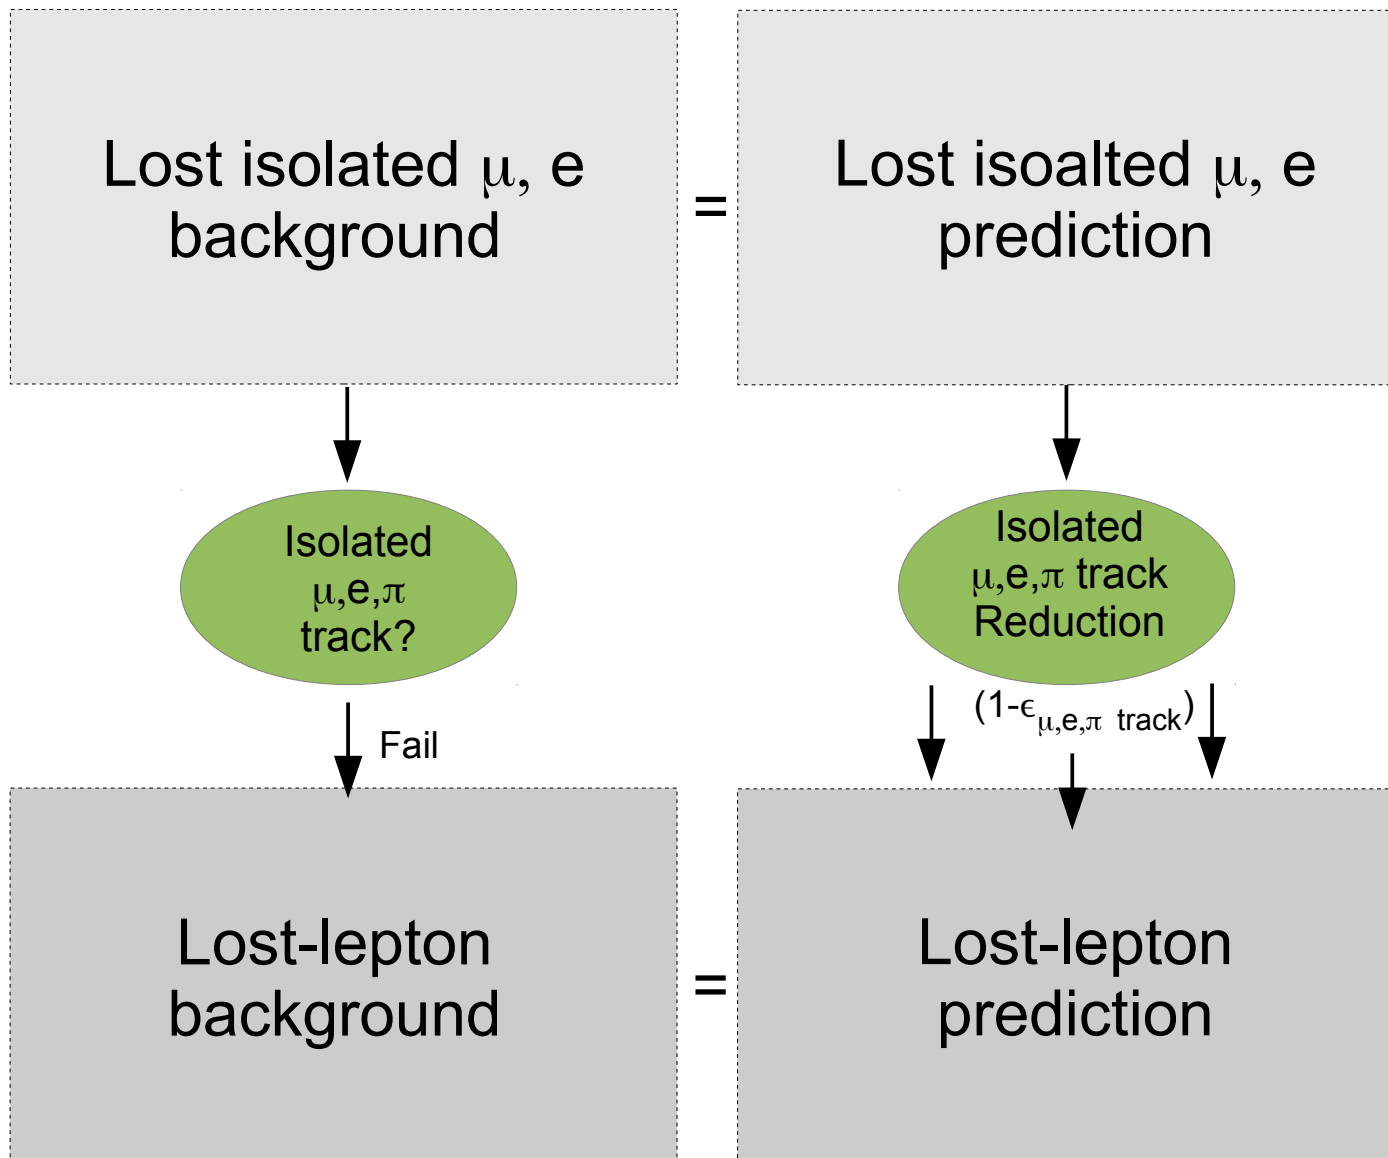 Lost isolated μ, e
background
=
Lost isoalted μ, e
prediction
Isolated
μ,e,π
track?
Isolated
μ,e,π track
Reduction
Fail
(1-ϵμ,e,π track)
Lost-lepton
background
=
Lost-lepton
prediction